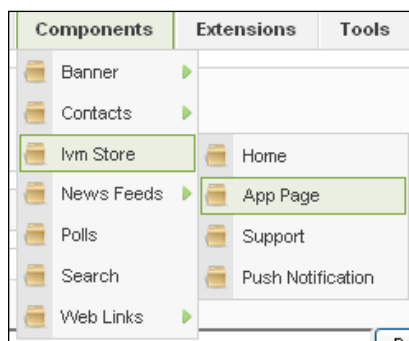 Components Extensions Tools
Banner
Contacts
Ivm Store Home
News Feeds App Page
Polls Support
Search Push Notification
Web Links